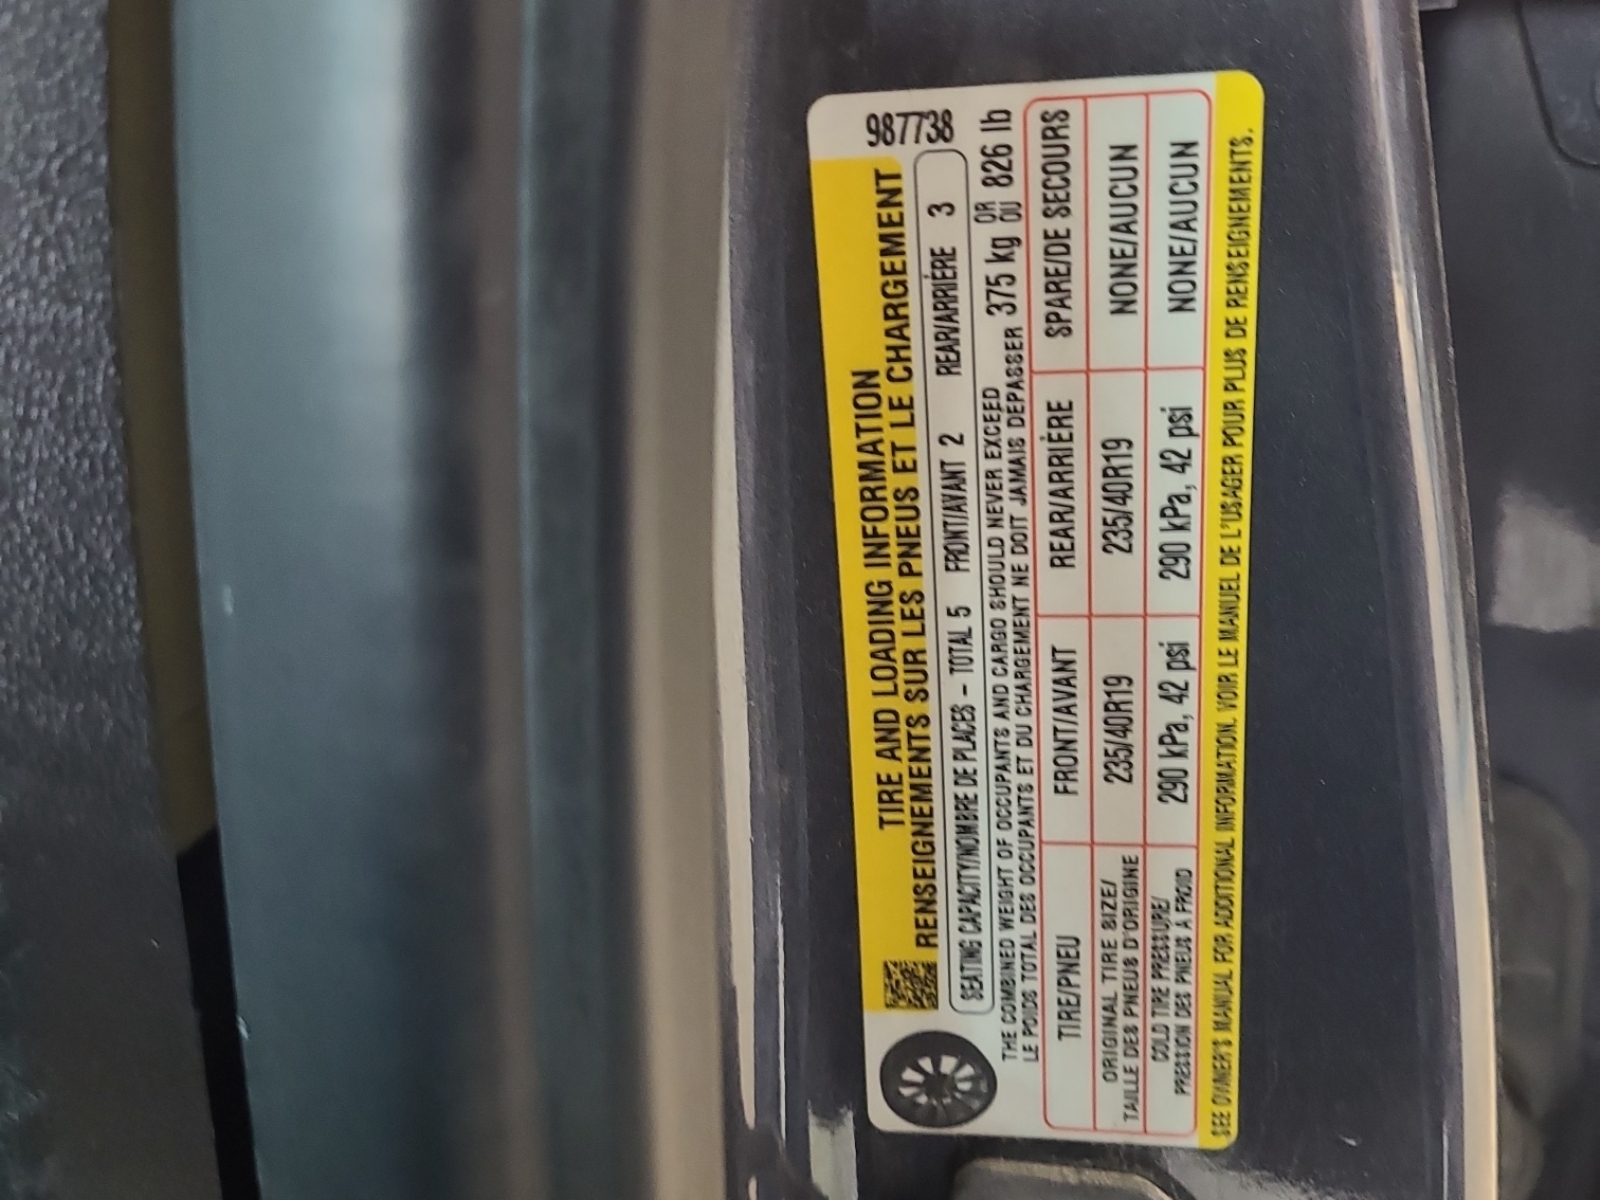 987738
TIRE AND LOADING INFORMATION
RENSEIGNEMENTS SUR LES PNEUS ET LE CHARGEMENT
SEATING CAPACITY/NOMBRE DE PLACES – TOTAL 5 FRONT/AVANT 2 REAR/ARRIÈRE 3
THE COMBINED WEIGHT OF OCCUPANTS AND CARGO SHOULD NEVER EXCEED
LE POIDS TOTAL DES OCCUPANTS ET DU CHARGEMENT NE DOIT JAMAIS DEPASSER
375 kg OR OU 826 lb
TIRE/PNEU FRONT/AVANT REAR/ARRIÈRE SPARE/DE SECOURS
ORIGINAL TIRE SIZE/
TAILLE DES PNEUS D'ORIGINE
235/40R19 235/40R19 NONE/AUCUN
COLD TIRE PRESSURE/
PRESSION DES PNEUS A FROID
290 kPa, 42 psi 290 kPa, 42 psi NONE/AUCUN
SEE OWNER'S MANUAL FOR ADDITIONAL INFORMATION. VOIR LE MANUEL DE L'USAGER POUR PLUS DE RENSEIGNEMENTS.